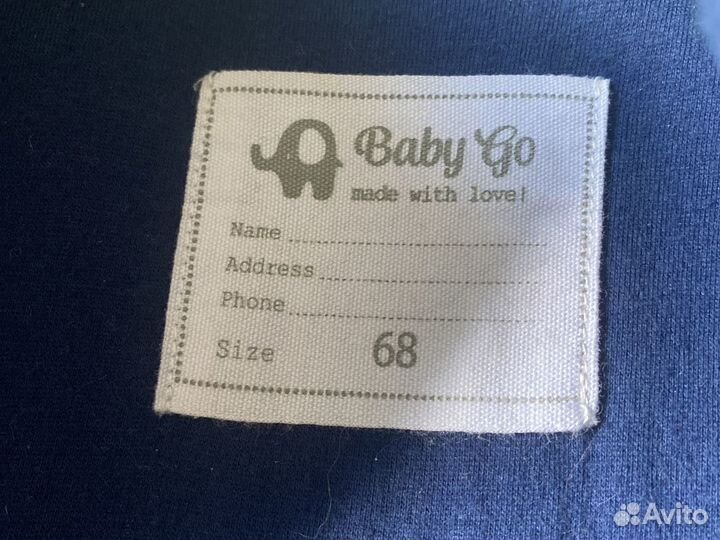 Baby Go
made with love!
Name
Address
Phone
Size 68
Avito